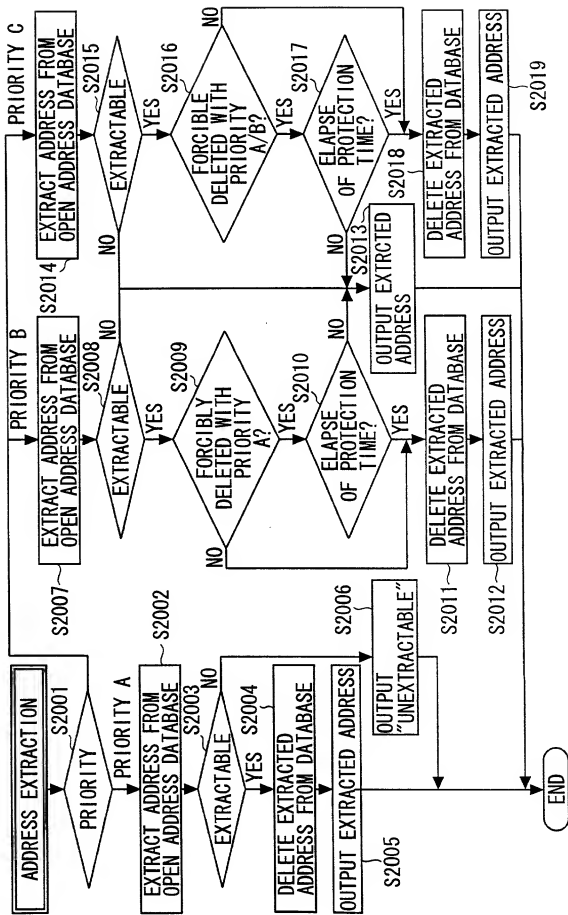 ADDRESS EXTRACTION
S2001
PRIORITY
PRIORITY A
S2002
EXTRACT ADDRESS FROM
OPEN ADDRESS DATABASE
S2003
EXTRACTABLE
NO
YES
S2004
DELETE EXTRACTED
ADDRESS FROM DATABASE
OUTPUT EXTRACTED ADDRESS
S2005
S2006
OUTPUT
"UNEXTRACTABLE"
END
PRIORITY B
EXTRACT ADDRESS FROM
OPEN ADDRESS DATABASE
S2007
S2008
EXTRACTABLE
NO
YES
S2009
FORCIBLY
DELETED WITH
PRIORITY
A?
NO
YES
S2010
ELAPSE
OF PROTECTION
TIME?
NO
YES
DELETE EXTRACTED
ADDRESS FROM DATABASE
S2011
OUTPUT EXTRACTED ADDRESS
S2012
S2013
OUTPUT EXTRCTED
ADDRESS
PRIORITY C
EXTRACT ADDRESS FROM
OPEN ADDRESS DATABASE
S2014
S2015
EXTRACTABLE
NO
YES
S2016
FORCIBLE
DELETED WITH
PRIORITY
A/B?
NO
YES
S2017
ELAPSE
OF PROTECTION
TIME?
NO
YES
S2018
DELETE EXTRACTED
ADDRESS FROM DATABASE
OUTPUT EXTRACTED ADDRESS
S2019